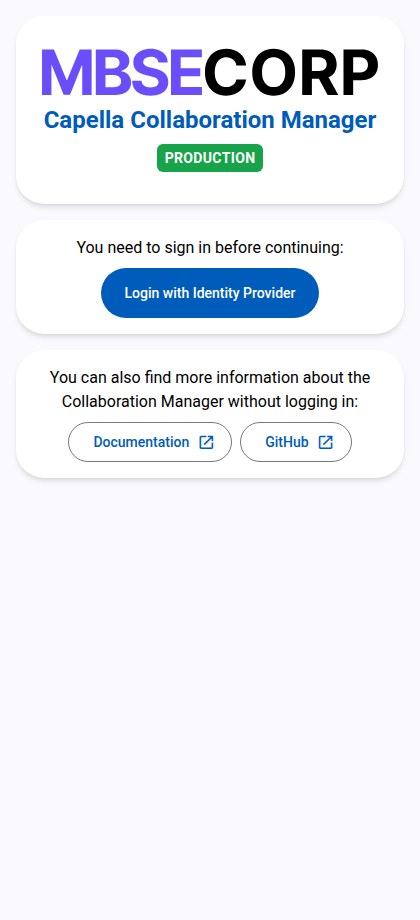 MBSECORP
Capella Collaboration Manager
PRODUCTION
You need to sign in before continuing:
Login with Identity Provider
You can also find more information about the
Collaboration Manager without logging in:
Documentation
GitHub